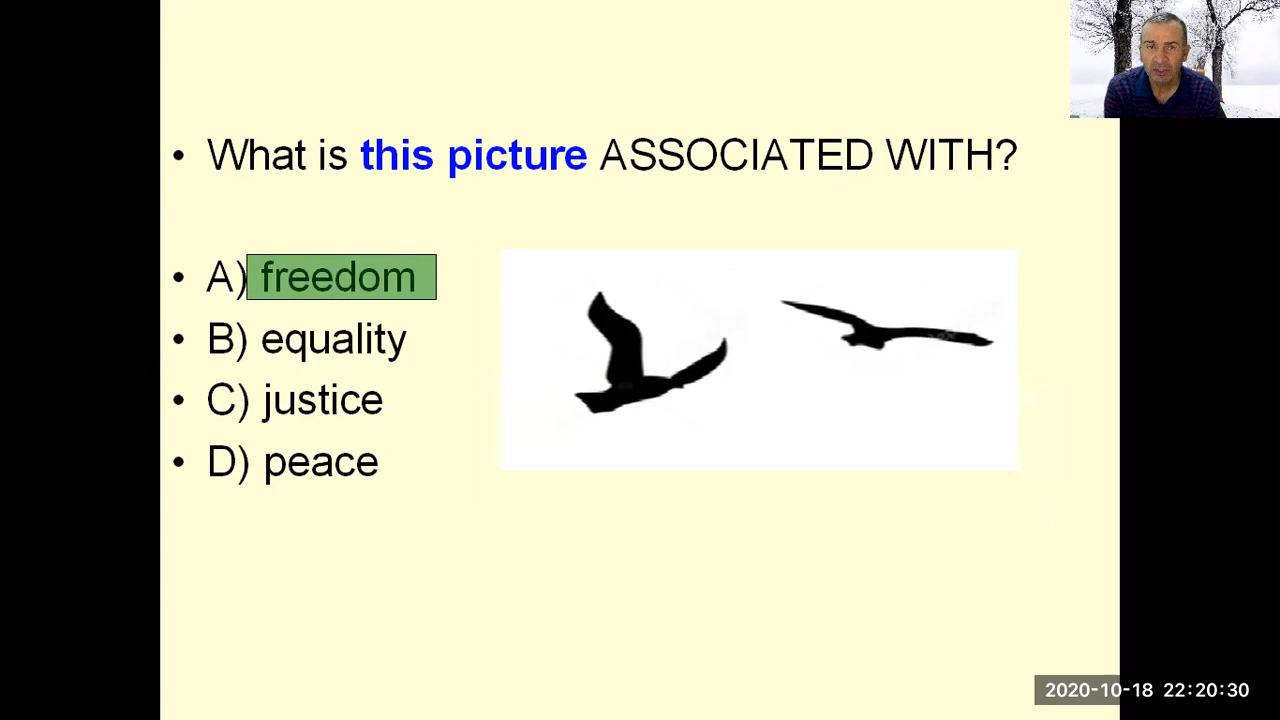 • What is this picture ASSOCIATED WITH?
• A) freedom
• B) equality
• C) justice
• D) peace
2020-10-18 22:20:30